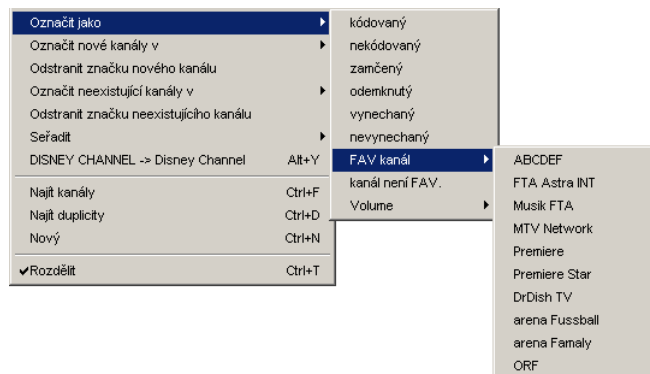 Označit jako
Označit nové kanály v
Odstranit značku nového kanálu
Označit neexistující kanály v
Odstranit značku neexistujícího kanálu
Seřadit
DISNEY CHANNEL -> Disney Channel Alt+Y
Najít kanály Ctrl+F
Najít duplicity Ctrl+D
Nový Ctrl+N
Rozdělit Ctrl+T
kódovaný
nekódovaný
zamčený
odemknutý
vynechaný
nevynechaný
FAV kanál
kanál není FAV.
Volume
ABCDEF
FTA Astra INT
Musik FTA
MTV Network
Premiere
Premiere Star
DrDish TV
arena Fussball
arena Famaly
ORF